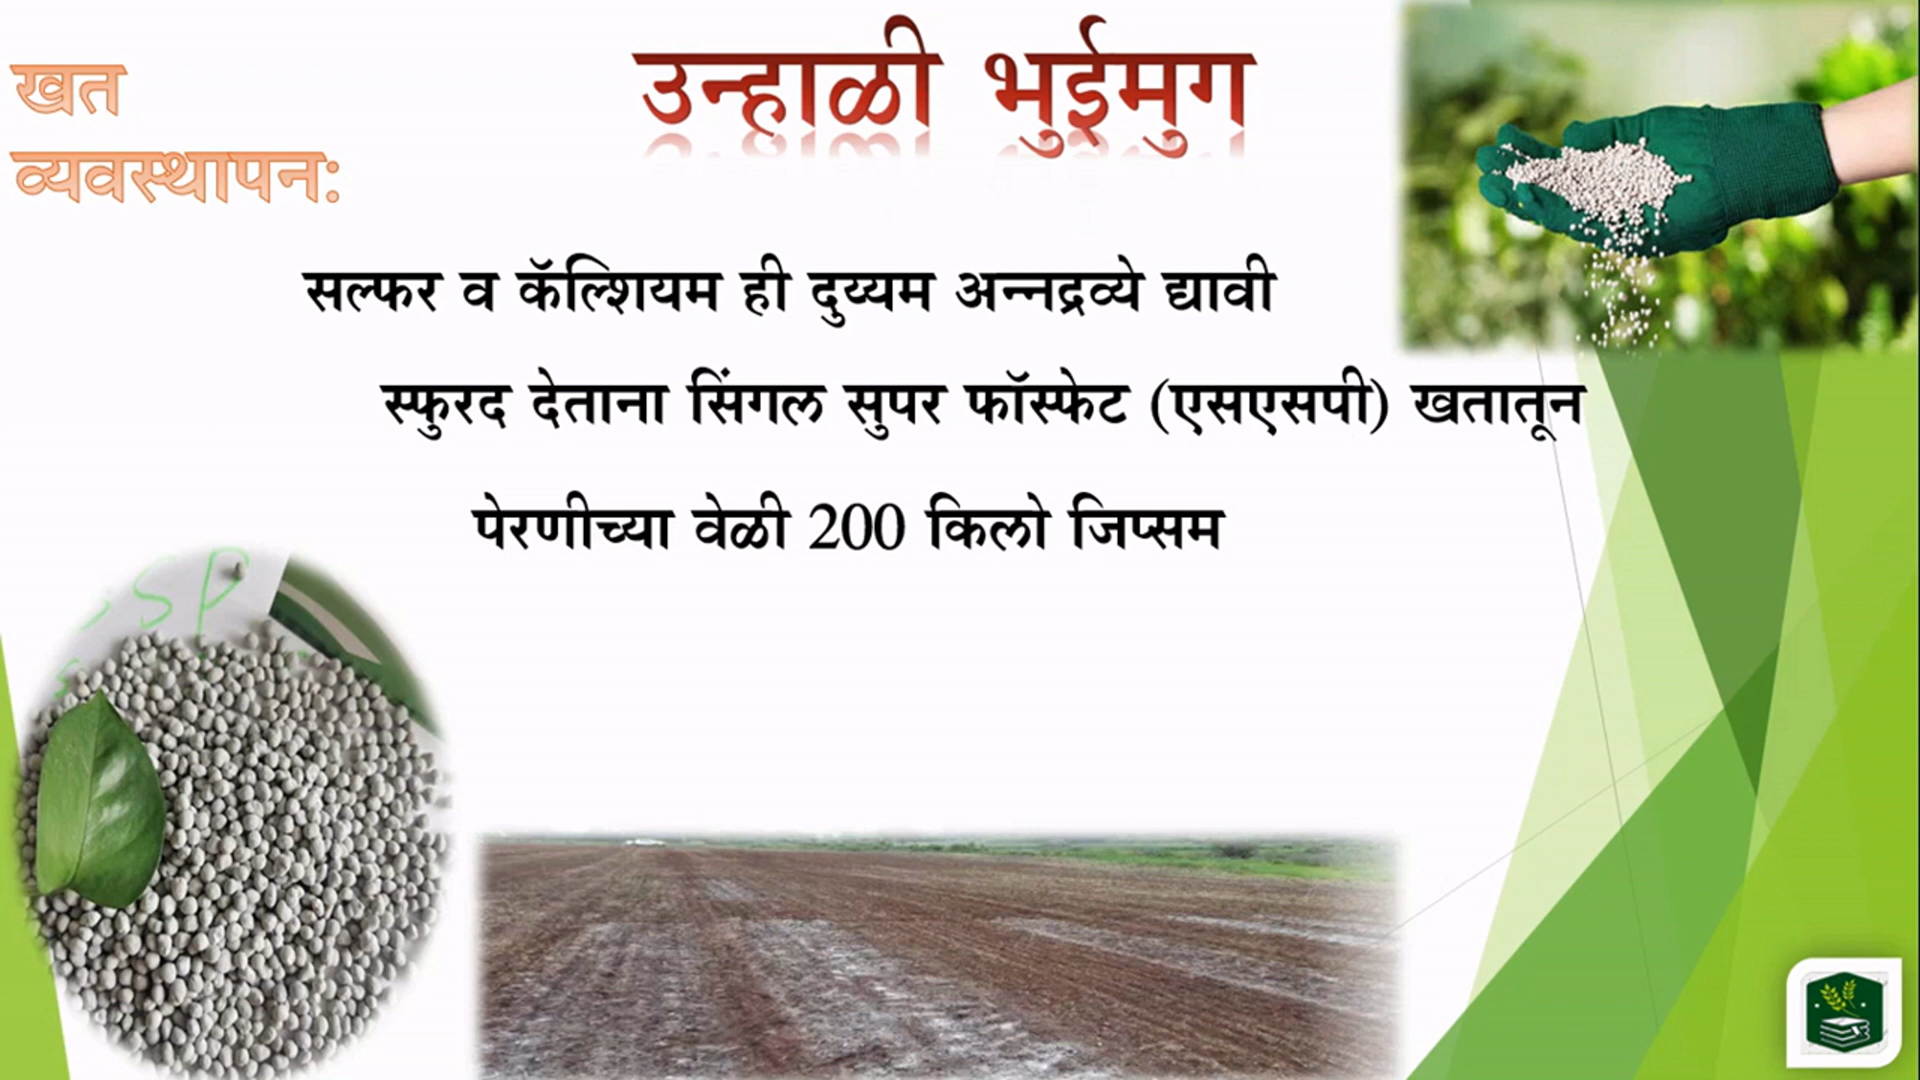 उन्हाळी भुईमुग
खत
व्यवस्थापन:
सल्फर व कॅल्शियम ही दुय्यम अन्नद्रव्ये द्यावी
स्फुरद देताना सिंगल सुपर फॉस्फेट (एसएसपी) खतातून
पेरणीच्या वेळी 200 किलो जिप्सम
SSP